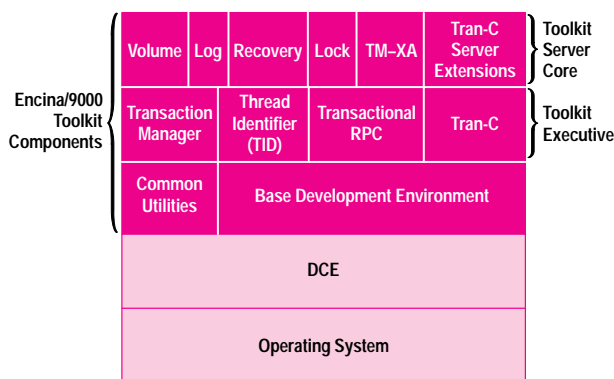 Volume
Log
Recovery
Lock
TM–XA
Tran-C
Server
Extensions
Toolkit
Server
Core
Encina/9000
Toolkit
Components
Transaction
Manager
Thread
Identifier
(TID)
Transactional
RPC
Tran-C
Toolkit
Executive
Common
Utilities
Base Development Environment
DCE
Operating System